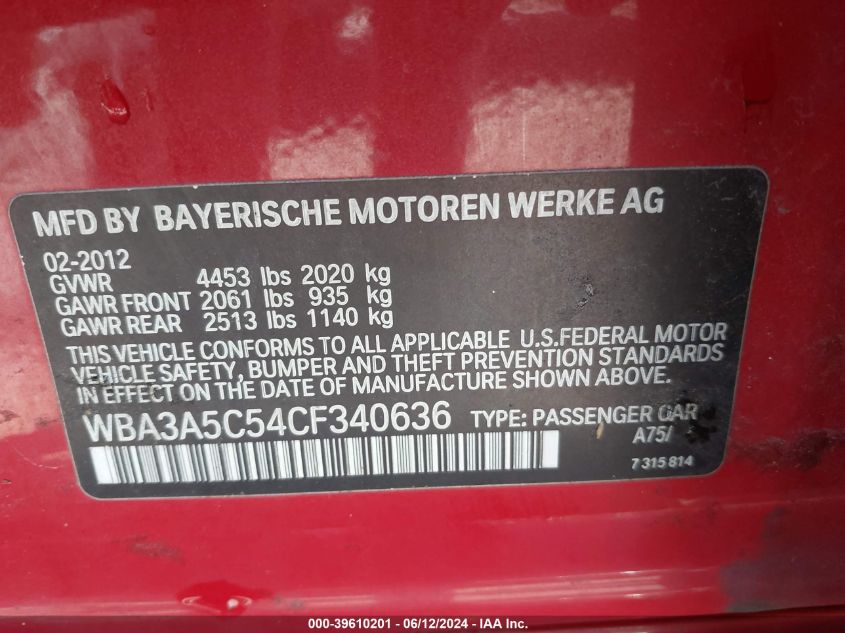 MFD BY BAYERISCHE MOTOREN WERKE AG
02-2012
GVWR 4453 lbs 2020 kg
GAWR FRONT 2061 lbs 935 kg
GAWR REAR 2513 lbs 1140 kg
THIS VEHICLE CONFORMS TO ALL APPLICABLE U.S.FEDERAL MOTOR
VEHICLE SAFETY, BUMPER AND THEFT PREVENTION STANDARDS
IN EFFECT ON THE DATE OF MANUFACTURE SHOWN ABOVE.
WBA3A5C54CF340636 TYPE: PASSENGER CAR
A75/
7315814
000-39610201 - 06/12/2024 - IAA Inc.